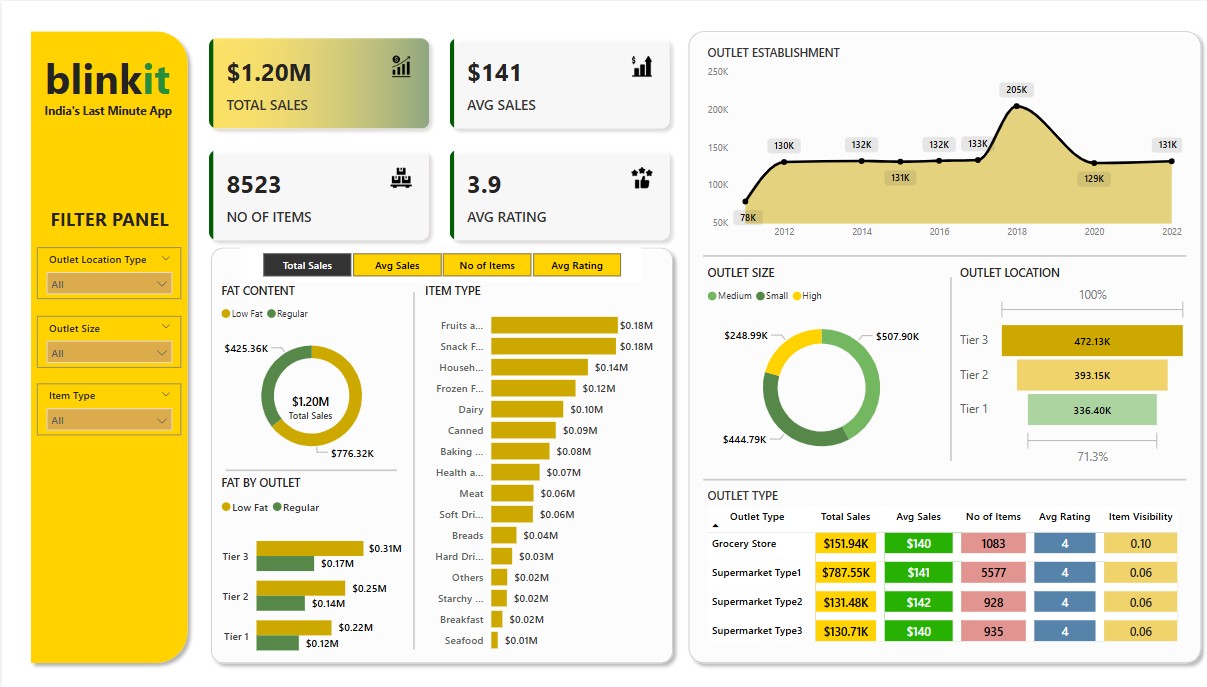 blinkit
India's Last Minute App
FILTER PANEL
Outlet Location Type
All
Outlet Size
All
Item Type
All
$1.20M
TOTAL SALES
$141
AVG SALES
8523
NO OF ITEMS
3.9
AVG RATING
Total Sales Avg Sales No of Items Avg Rating
FAT CONTENT
Low Fat Regular
$425.36K
$1.20M
Total Sales
$776.32K
FAT BY OUTLET
Low Fat Regular
Tier 3 $0.31M
$0.17M
Tier 2 $0.25M
$0.14M
Tier 1 $0.22M
$0.12M
ITEM TYPE
Fruits a... $0.18M
Snack F... $0.18M
Househ... $0.14M
Frozen F... $0.12M
Dairy $0.10M
Canned $0.09M
Baking ... $0.08M
Health a... $0.07M
Meat $0.06M
Soft Dri... $0.06M
Breads $0.04M
Hard Dri... $0.03M
Others $0.02M
Starchy ... $0.02M
Breakfast $0.02M
Seafood $0.01M
OUTLET ESTABLISHMENT
250K
200K
150K
100K
50K
78K
130K
132K
131K
132K
133K
205K
129K
131K
2012 2014 2016 2018 2020 2022
OUTLET SIZE
Medium Small High
$248.99K
$507.90K
$444.79K
OUTLET LOCATION
100%
Tier 3 472.13K
Tier 2 393.15K
Tier 1 336.40K
71.3%
OUTLET TYPE
Outlet Type Total Sales Avg Sales No of Items Avg Rating Item Visibility
Grocery Store $151.94K $140 1083 4 0.10
Supermarket Type1 $787.55K $141 5577 4 0.06
Supermarket Type2 $131.48K $142 928 4 0.06
Supermarket Type3 $130.71K $140 935 4 0.06